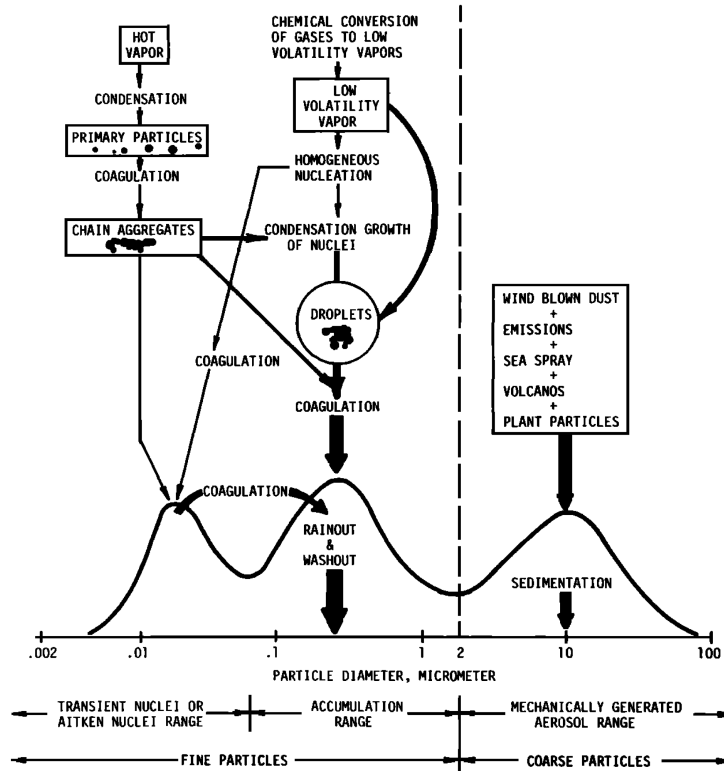 HOT
VAPOR
CONDENSATION
PRIMARY PARTICLES
COAGULATION
CHAIN AGGREGATES
CHEMICAL CONVERSION
OF GASES TO LOW
VOLATILITY VAPORS
LOW
VOLATILITY
VAPOR
HOMOGENEOUS
NUCLEATION
CONDENSATION GROWTH
OF NUCLEI
DROPLETS
COAGULATION
COAGULATION
WIND BLOWN DUST
+
EMISSIONS
+
SEA SPRAY
+
VOLCANOS
+
PLANT PARTICLES
COAGULATION
RAINOUT
&
WASHOUT
SEDIMENTATION
.002 .01 .1 1 2 10 100
PARTICLE DIAMETER, MICROMETER
TRANSIENT NUCLEI OR
AITKEN NUCLEI RANGE
ACCUMULATION
RANGE
MECHANICALLY GENERATED
AEROSOL RANGE
FINE PARTICLES
COARSE PARTICLES